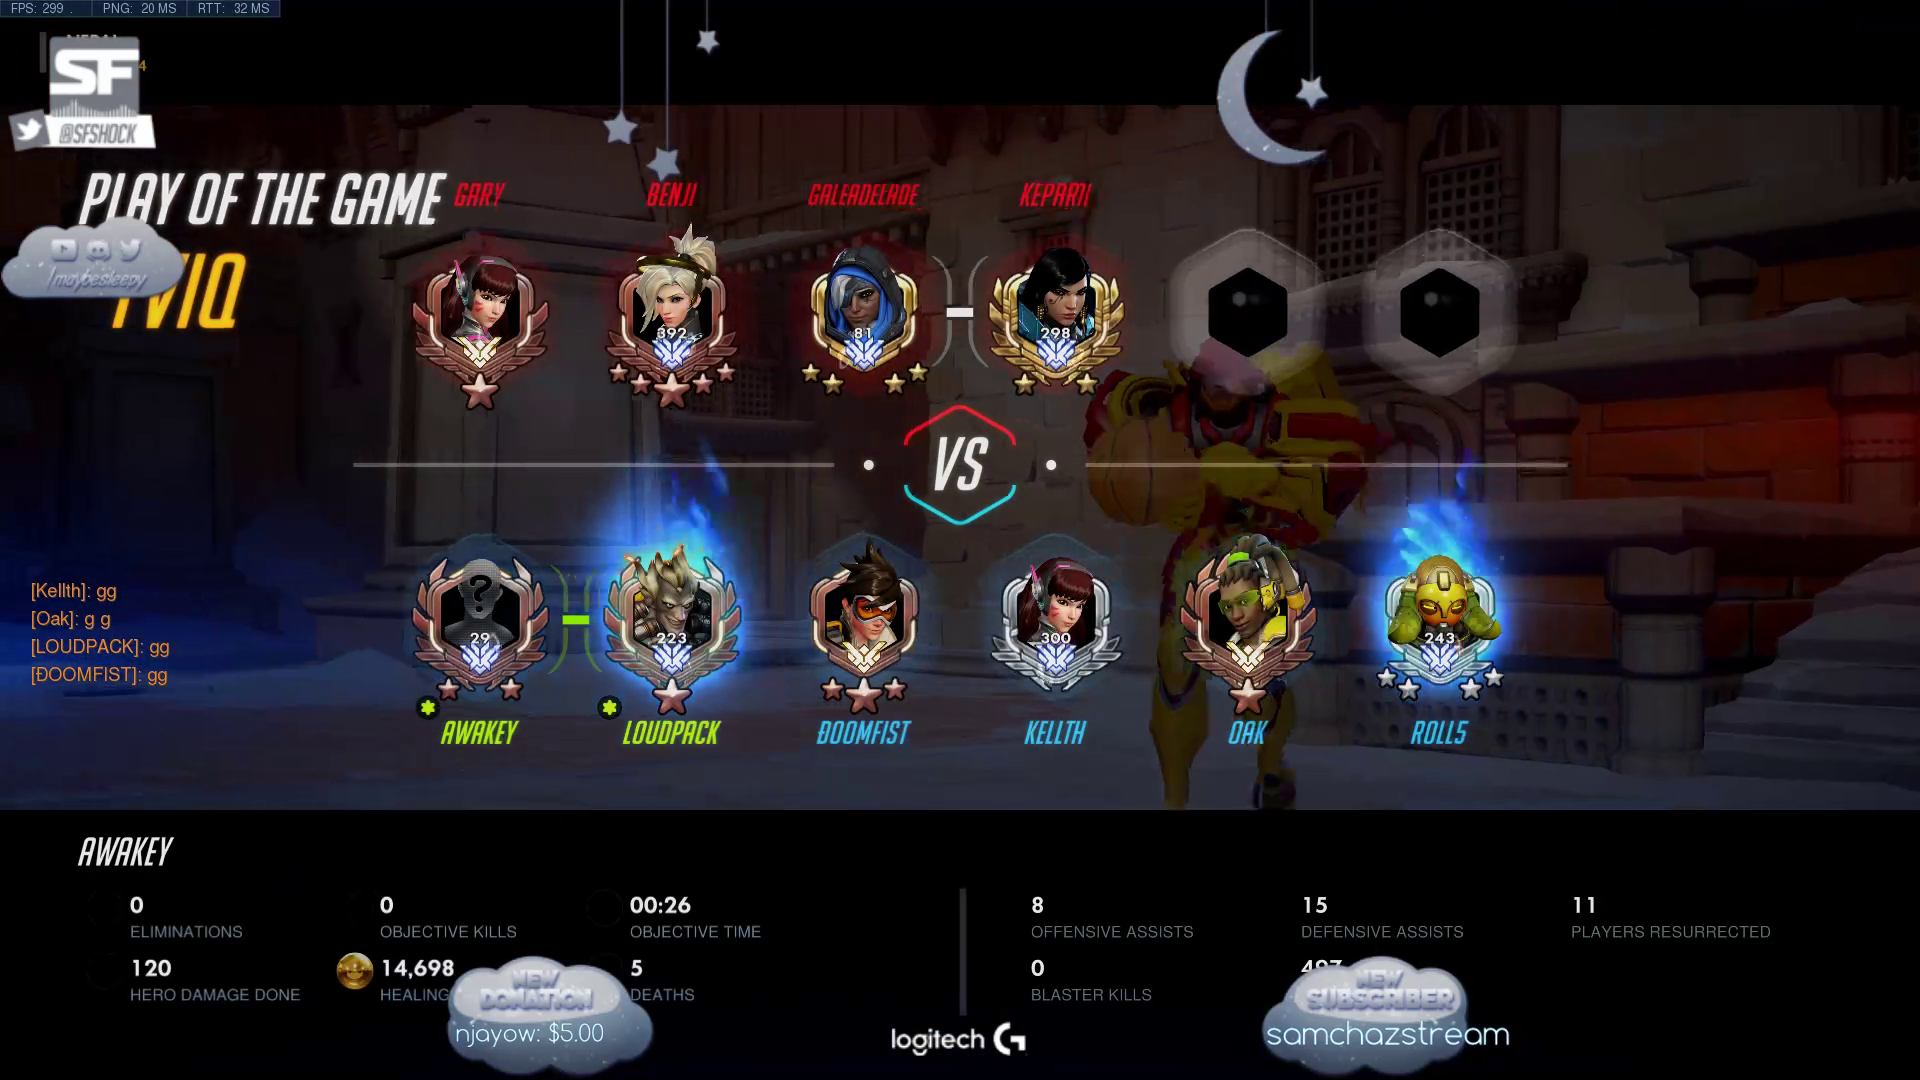 FPS: 299 . PNG: 20 MS RTT: 32 MS
SF
@SFSHOCK
PLAY OF THE GAME
/maybesleepy
GARY BENJI GALEADELADE KEPARII
392 81 298
VS
[Kellth]: gg
[Oak]: g g
[LOUDPACK]: gg
[ÐOOMFIST]: gg
?
29 223 300 243
AWAKEY LOUDPACK ÐOOMFIST KELLTH OAK ROLL5
AWAKEY
0 0 00:26 8 15 11
ELIMINATIONS OBJECTIVE KILLS OBJECTIVE TIME OFFENSIVE ASSISTS DEFENSIVE ASSISTS PLAYERS RESURRECTED
120 14,698 5 0
HERO DAMAGE DONE HEALING DEATHS BLASTER KILLS
NEW DONATION
njayow: $5.00
logitech G
NEW SUBSCRIBER
samchazstream